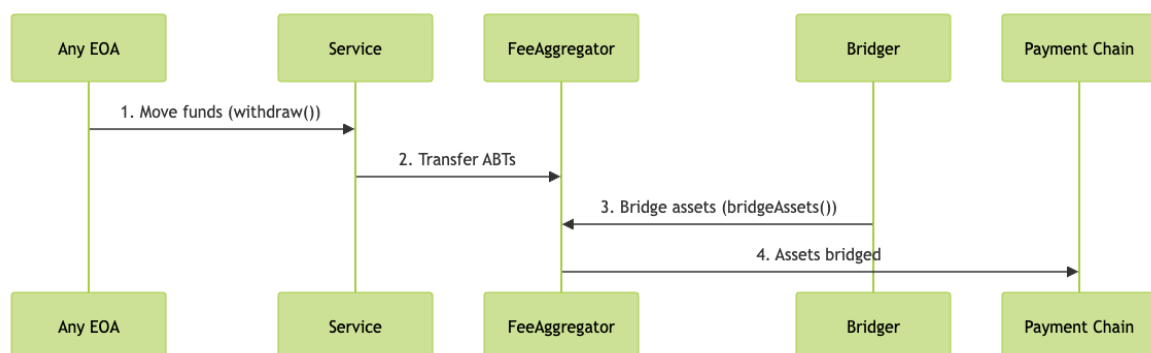 Any EOA
Service
FeeAggregator
Bridger
Payment Chain
1. Move funds (withdraw())
2. Transfer ABTs
3. Bridge assets (bridgeAssets())
4. Assets bridged
Any EOA
Service
FeeAggregator
Bridger
Payment Chain